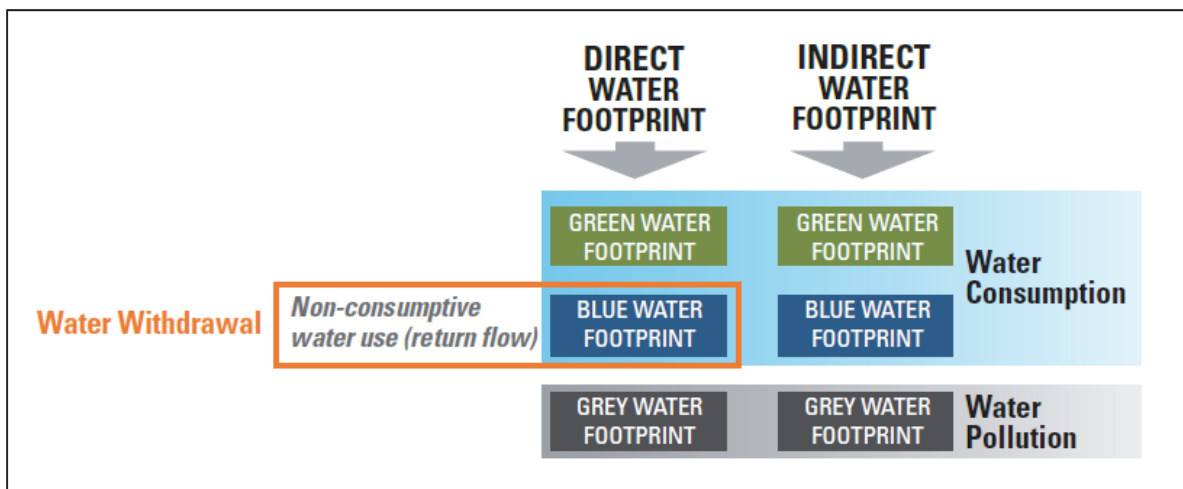 DIRECT
WATER
FOOTPRINT
INDIRECT
WATER
FOOTPRINT
GREEN WATER
FOOTPRINT
GREEN WATER
FOOTPRINT
Water
Consumption
Water Withdrawal
Non-consumptive
water use (return flow)
BLUE WATER
FOOTPRINT
BLUE WATER
FOOTPRINT
GREY WATER
FOOTPRINT
GREY WATER
FOOTPRINT
Water
Pollution